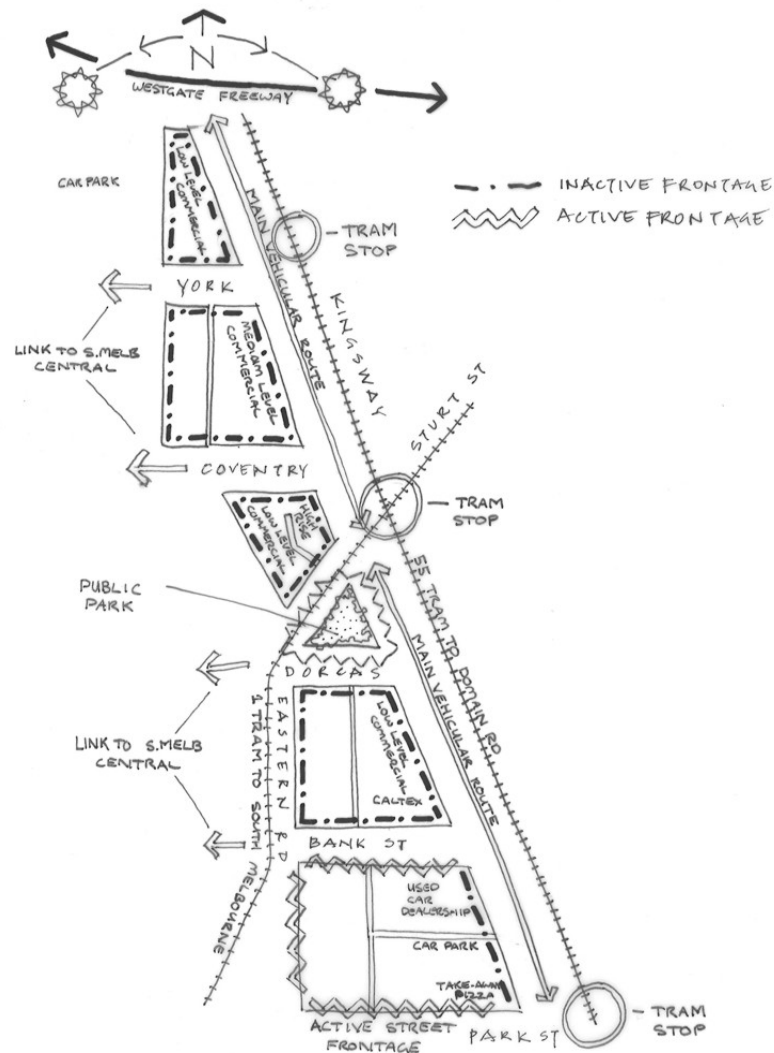 N
WESTGATE FREEWAY
CAR PARK
LOW LEVEL
COMMERCIAL
MAIN VEHICULAR ROUTE
INACTIVE FRONTAGE
ACTIVE FRONTAGE
TRAM
STOP
YORK
KINGSWAY
LINK TO S.MELB
CENTRAL
MEDIUM LEVEL
COMMERCIAL
STURT ST
COVENTRY
TRAM
STOP
HIGH
RISE
LOW LEVEL
COMMERCIAL
PUBLIC
PARK
55 TRAM TO DOMAIN RD
MAIN VEHICULAR ROUTE
DORCAS
EASTERN RD
1 TRAM TO SOUTH MELBOURNE
LINK TO S.MELB
CENTRAL
LOW LEVEL
COMMERCIAL
CALTEX
BANK ST
USED
CAR
DEALERSHIP
CAR PARK
TAKE-AWAY
PIZZA
ACTIVE STREET
FRONTAGE
PARK ST
TRAM
STOP